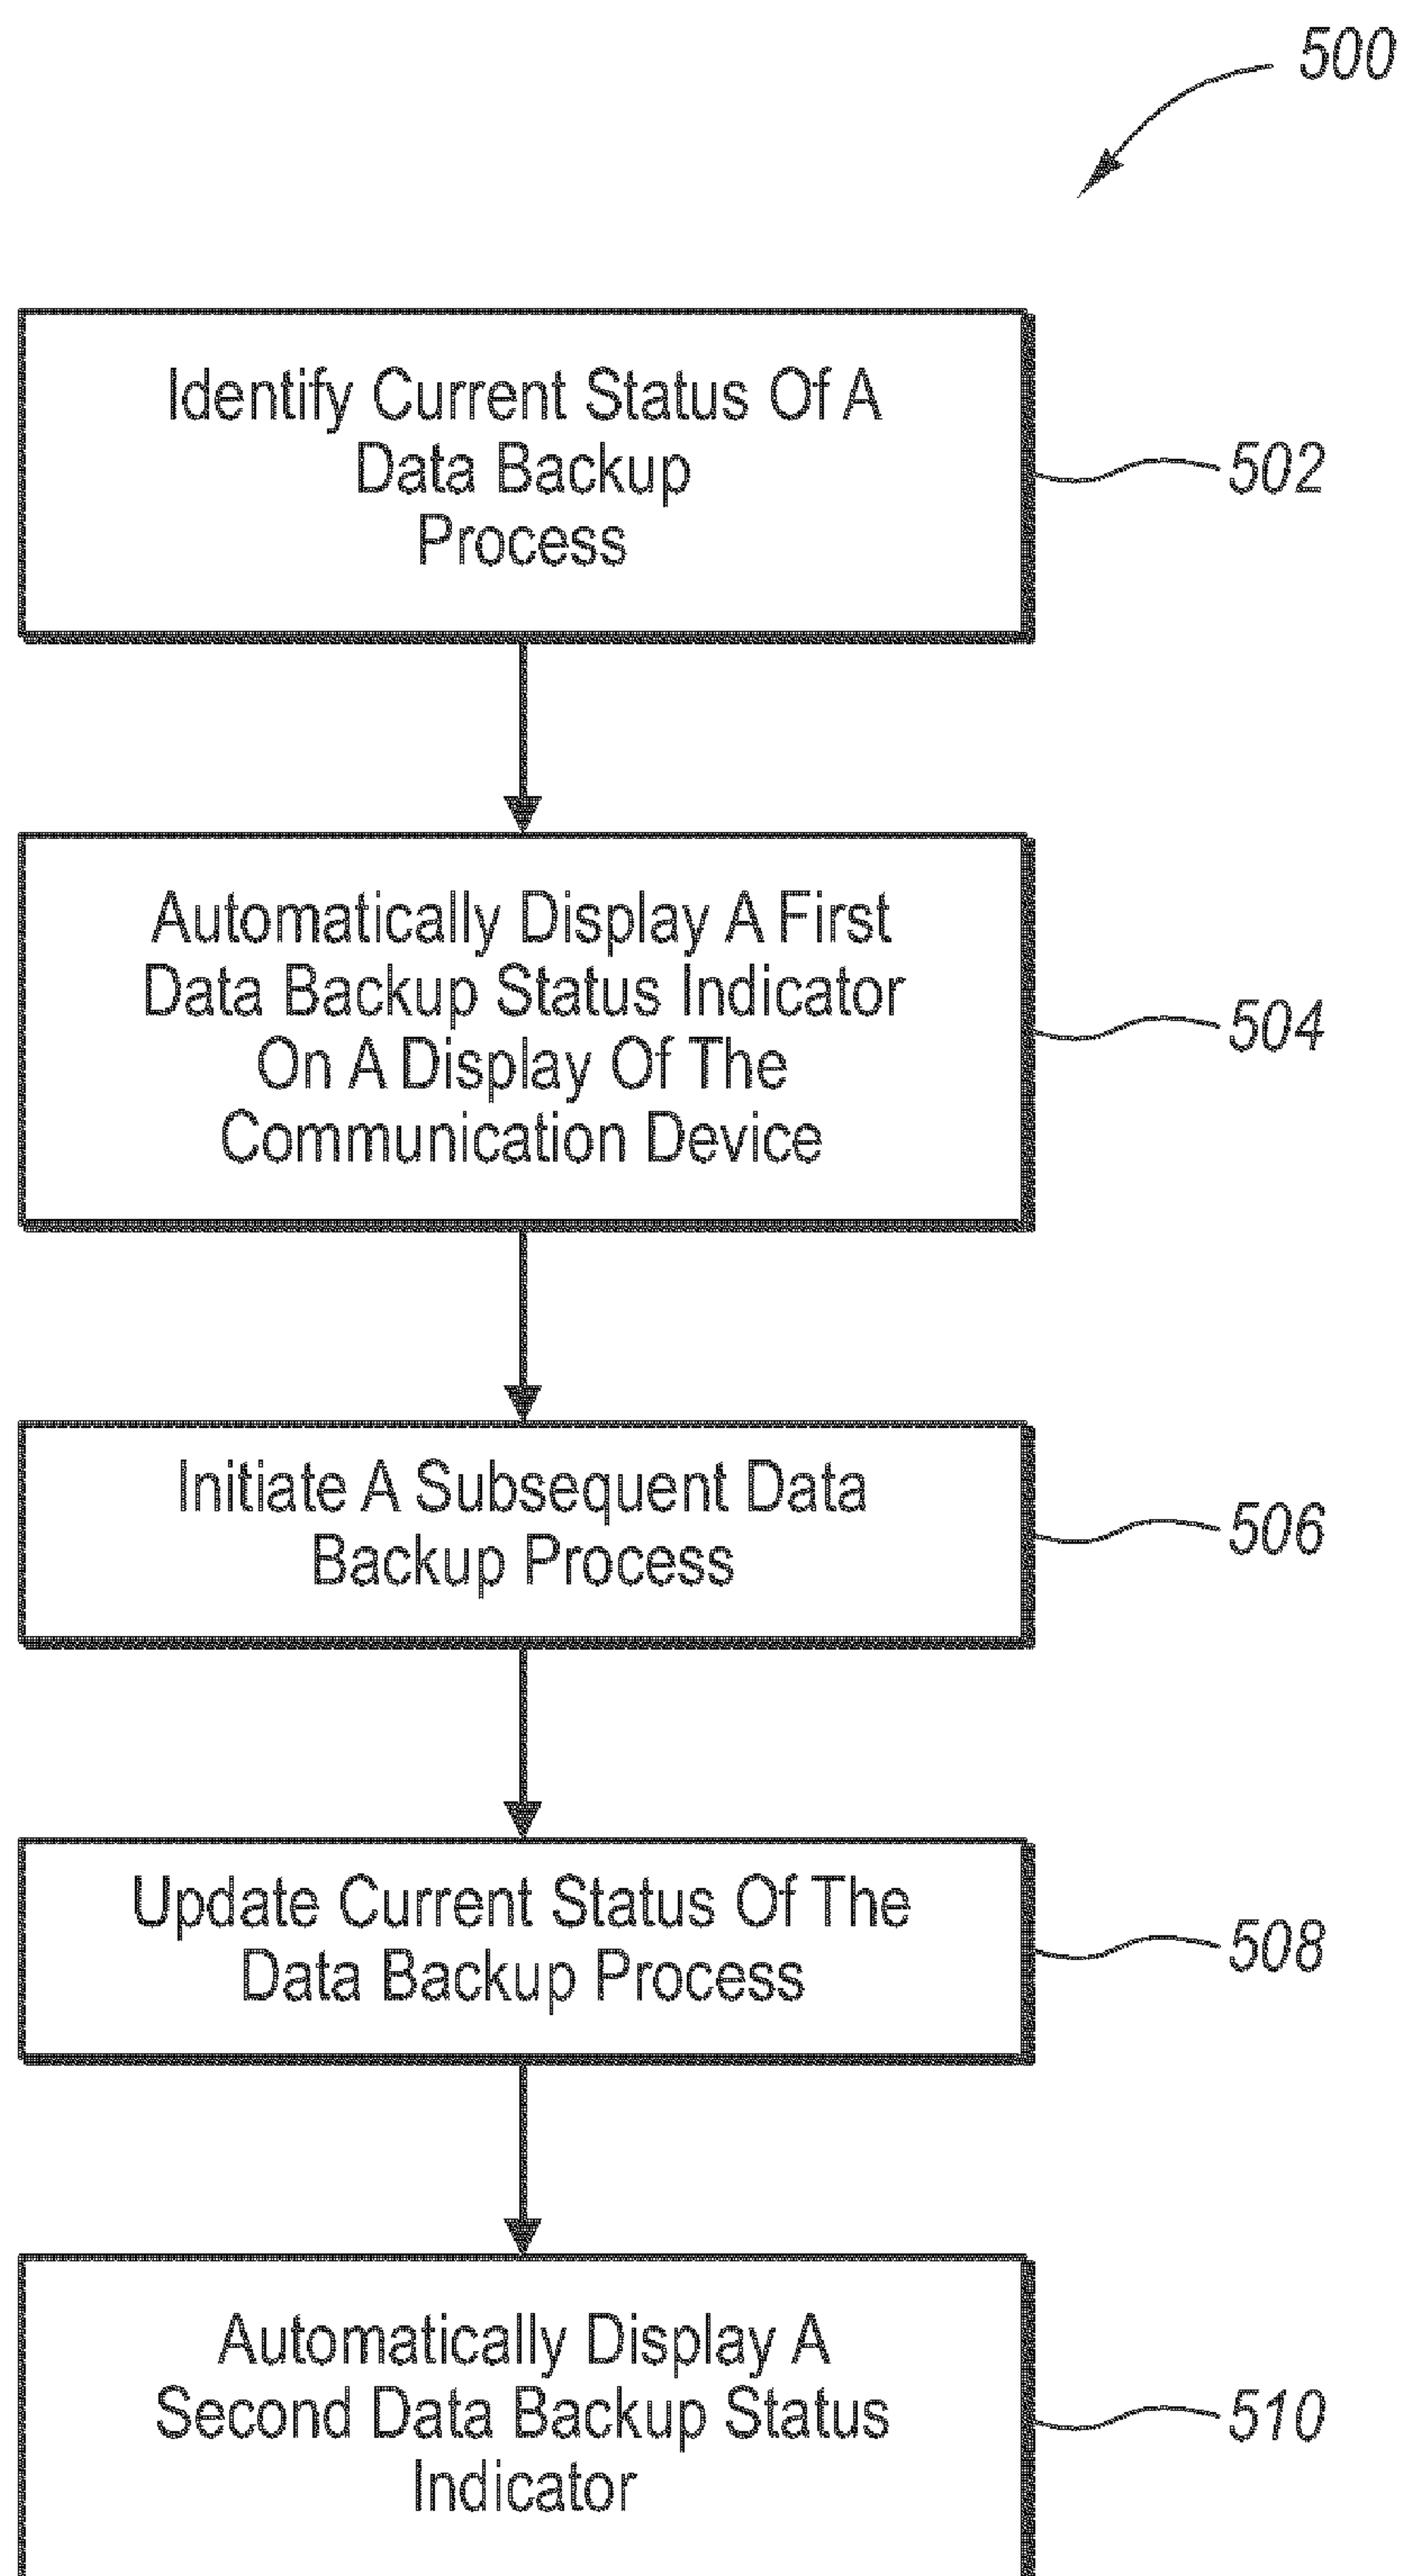 500
Identify Current Status Of A
Data Backup
Process
502
Automatically Display A First
Data Backup Status Indicator
On A Display Of The
Communication Device
504
Initiate A Subsequent Data
Backup Process
506
Update Current Status Of The
Data Backup Process
508
Automatically Display A
Second Data Backup Status
Indicator
510